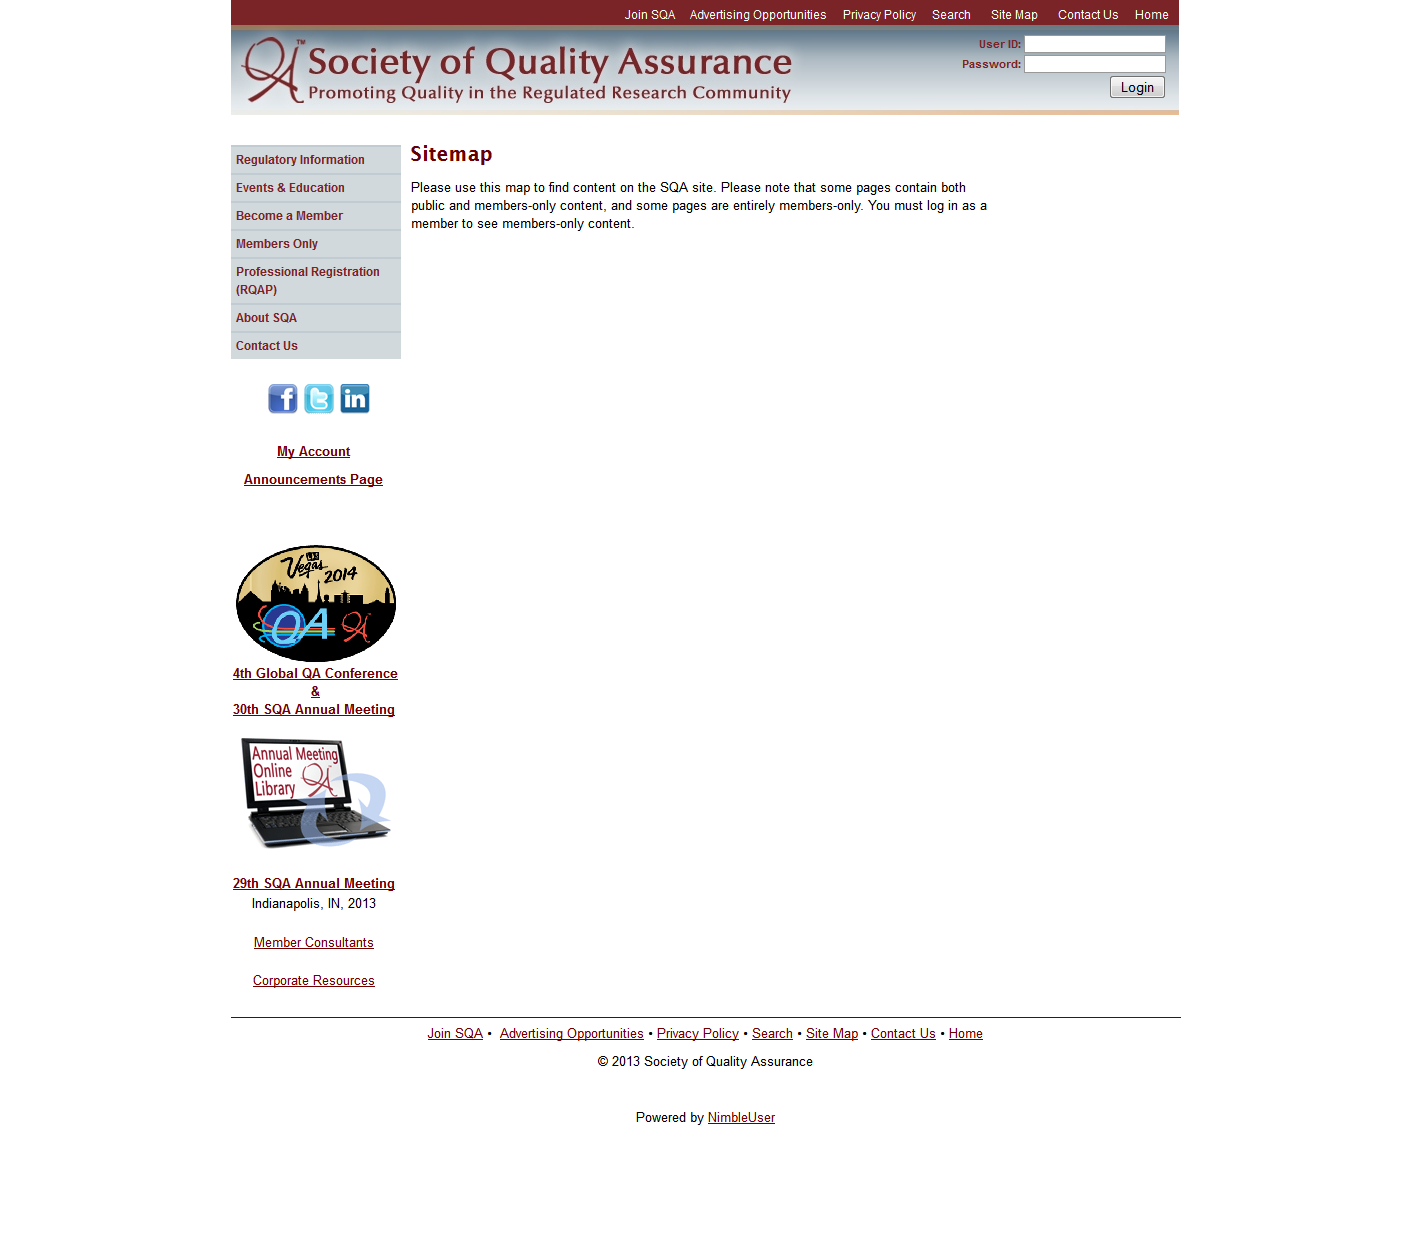 Join SQA Advertising Opportunities Privacy Policy Search Site Map Contact Us Home
QA™ Society of Quality Assurance
Promoting Quality in the Regulated Research Community
User ID:
Password:
Login
Regulatory Information
Events & Education
Become a Member
Members Only
Professional Registration
(RQAP)
About SQA
Contact Us
Sitemap
Please use this map to find content on the SQA site. Please note that some pages contain both
public and members-only content, and some pages are entirely members-only. You must log in as a
member to see members-only content.
f t in
My Account
Announcements Page
Las
Vegas 2014
QA QA
4th Global QA Conference
&
30th SQA Annual Meeting
Annual Meeting
Online QA
Library
29th SQA Annual Meeting
Indianapolis, IN, 2013
Member Consultants
Corporate Resources
Join SQA • Advertising Opportunities • Privacy Policy • Search • Site Map • Contact Us • Home
© 2013 Society of Quality Assurance
Powered by NimbleUser